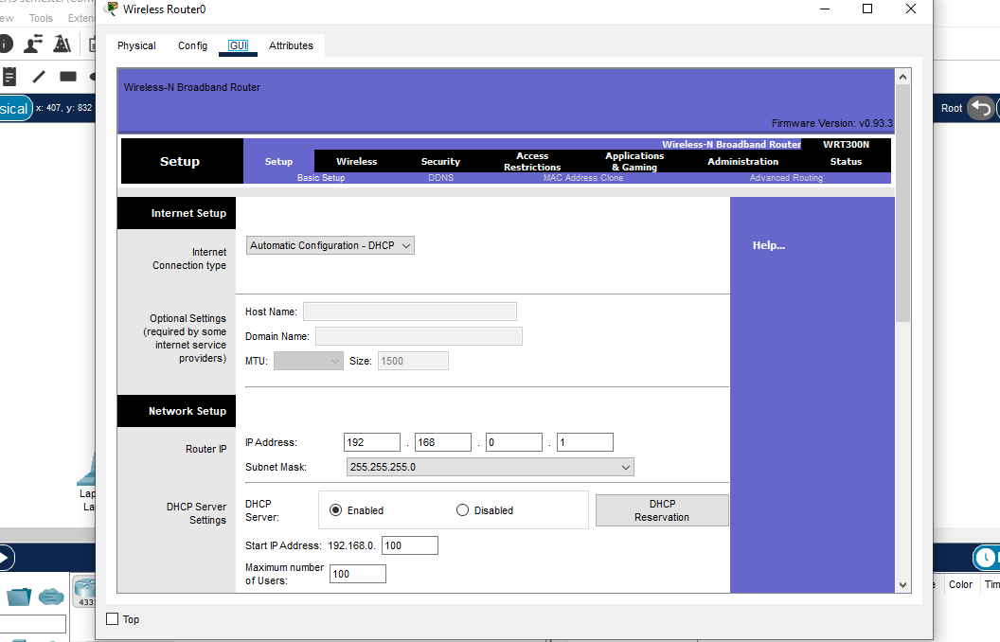 Wireless Router0
ew Tools Exten
Physical Config GUI Attributes
sical x: 407, y: 832
Root
Wireless-N Broadband Router
Firmware Version: v0.93.3
Wireless-N Broadband Router WRT300N
Setup
Setup Wireless Security Access Restrictions Applications & Gaming Administration Status
Basic Setup DDNS MAC Address Clone Advanced Routing
Internet Setup
Help...
Internet
Connection type
Automatic Configuration - DHCP
Optional Settings
(required by some
internet service
providers)
Host Name:
Domain Name:
MTU: Size: 1500
Network Setup
Router IP
IP Address: 192 . 168 . 0 . 1
Subnet Mask: 255.255.255.0
DHCP Server
Settings
DHCP
Server:
Enabled Disabled
DHCP
Reservation
Start IP Address: 192.168.0. 100
Maximum number
of Users:
100
Lap
La
433
Color Tim
Top